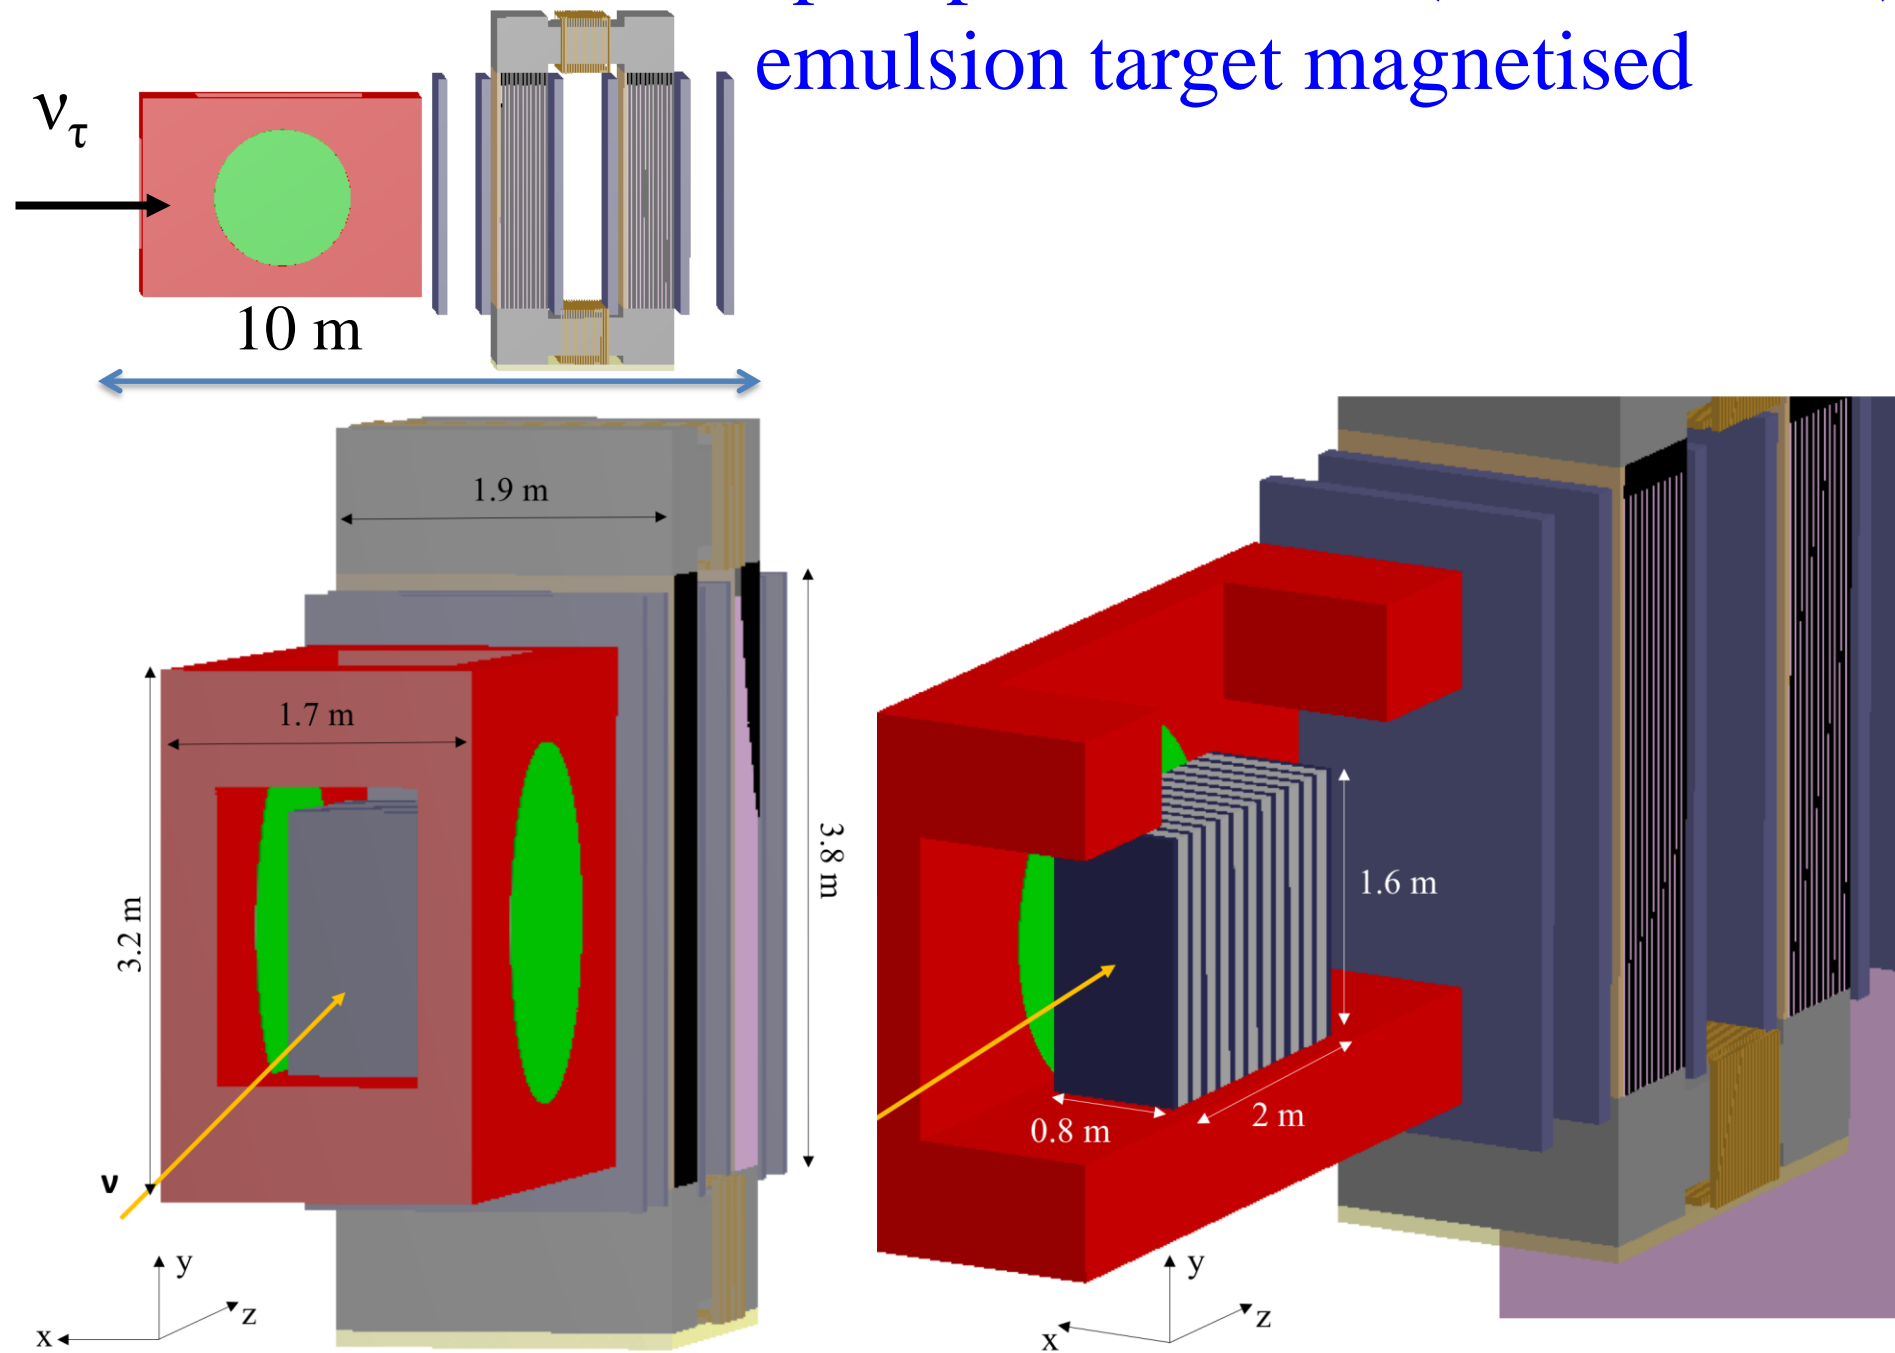 emulsion target magnetised
ντ
10 m
1.9 m
1.7 m
3.2 m
3.8 m
ν
y
z
x
1.6 m
0.8 m
2 m
y
z
x